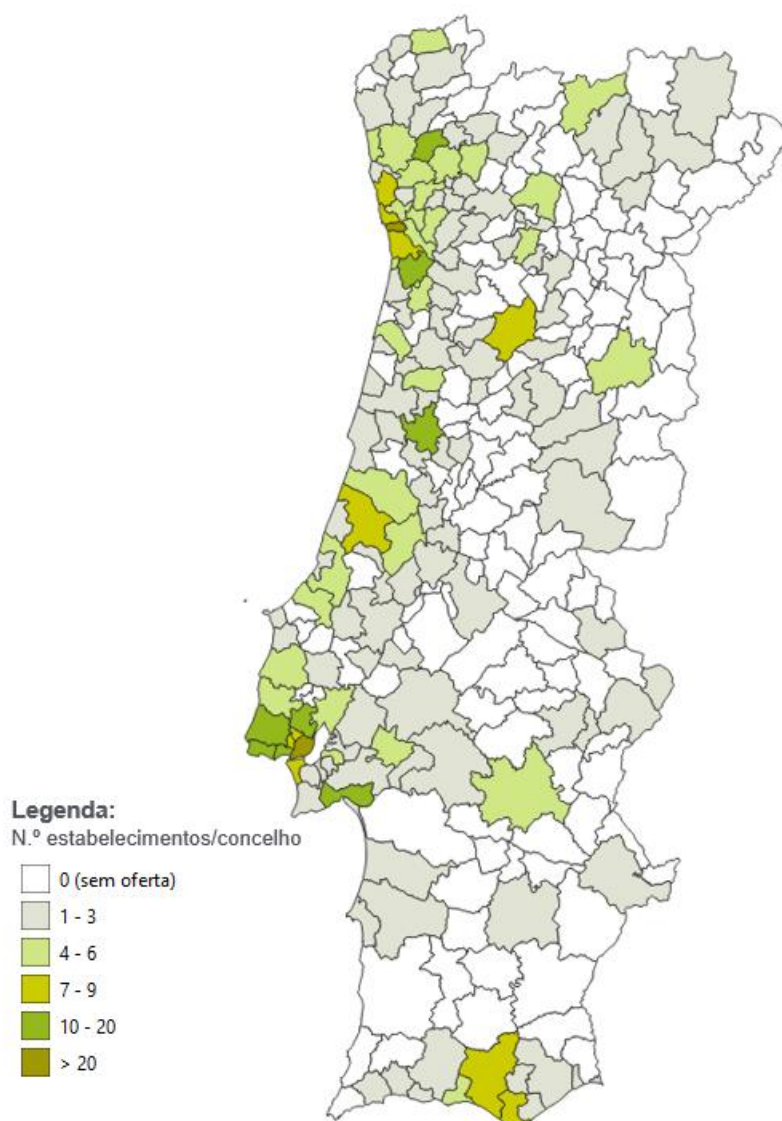 Legenda:
N.º estabelecimentos/concelho
0 (sem oferta)
1 - 3
4 - 6
7 - 9
10 - 20
> 20